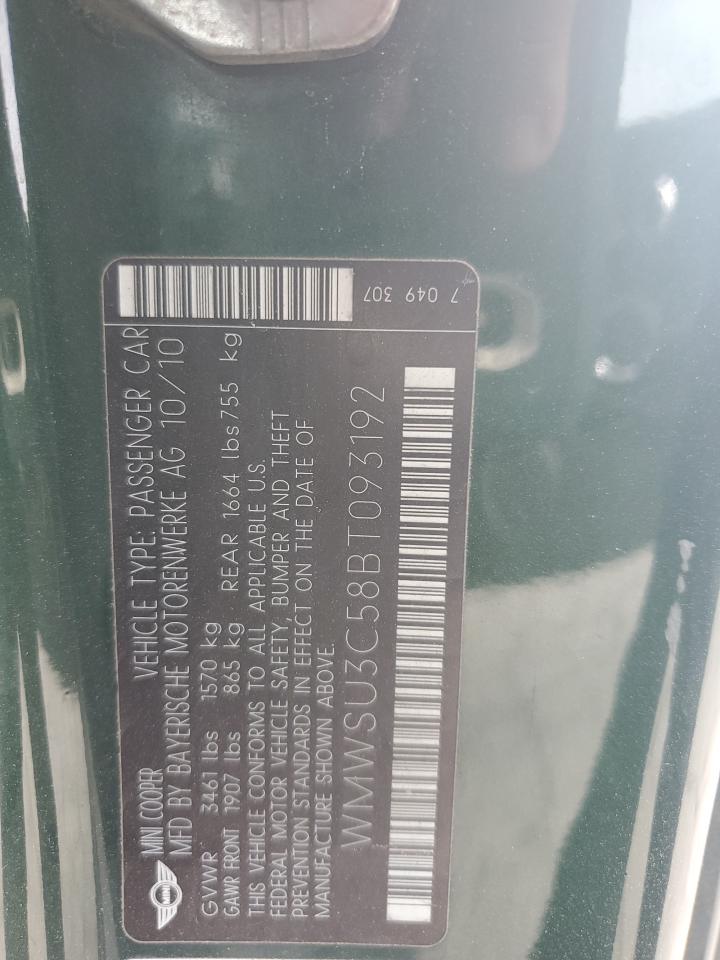 MINI COOPER VEHICLE TYPE: PASSENGER CAR
MFD BY BAYERISCHE MOTORENWERKE AG 10/10
GVWR 3461 lbs 1570 kg
GAWR FRONT 1907 lbs 865 kg REAR 1664 lbs 755 kg
THIS VEHICLE CONFORMS TO ALL APPLICABLE U.S.
FEDERAL MOTOR VEHICLE SAFETY, BUMPER AND THEFT
PREVENTION STANDARDS IN EFFECT ON THE DATE OF
MANUFACTURE SHOWN ABOVE.
WMWSU3C58BT093192
7 049 307